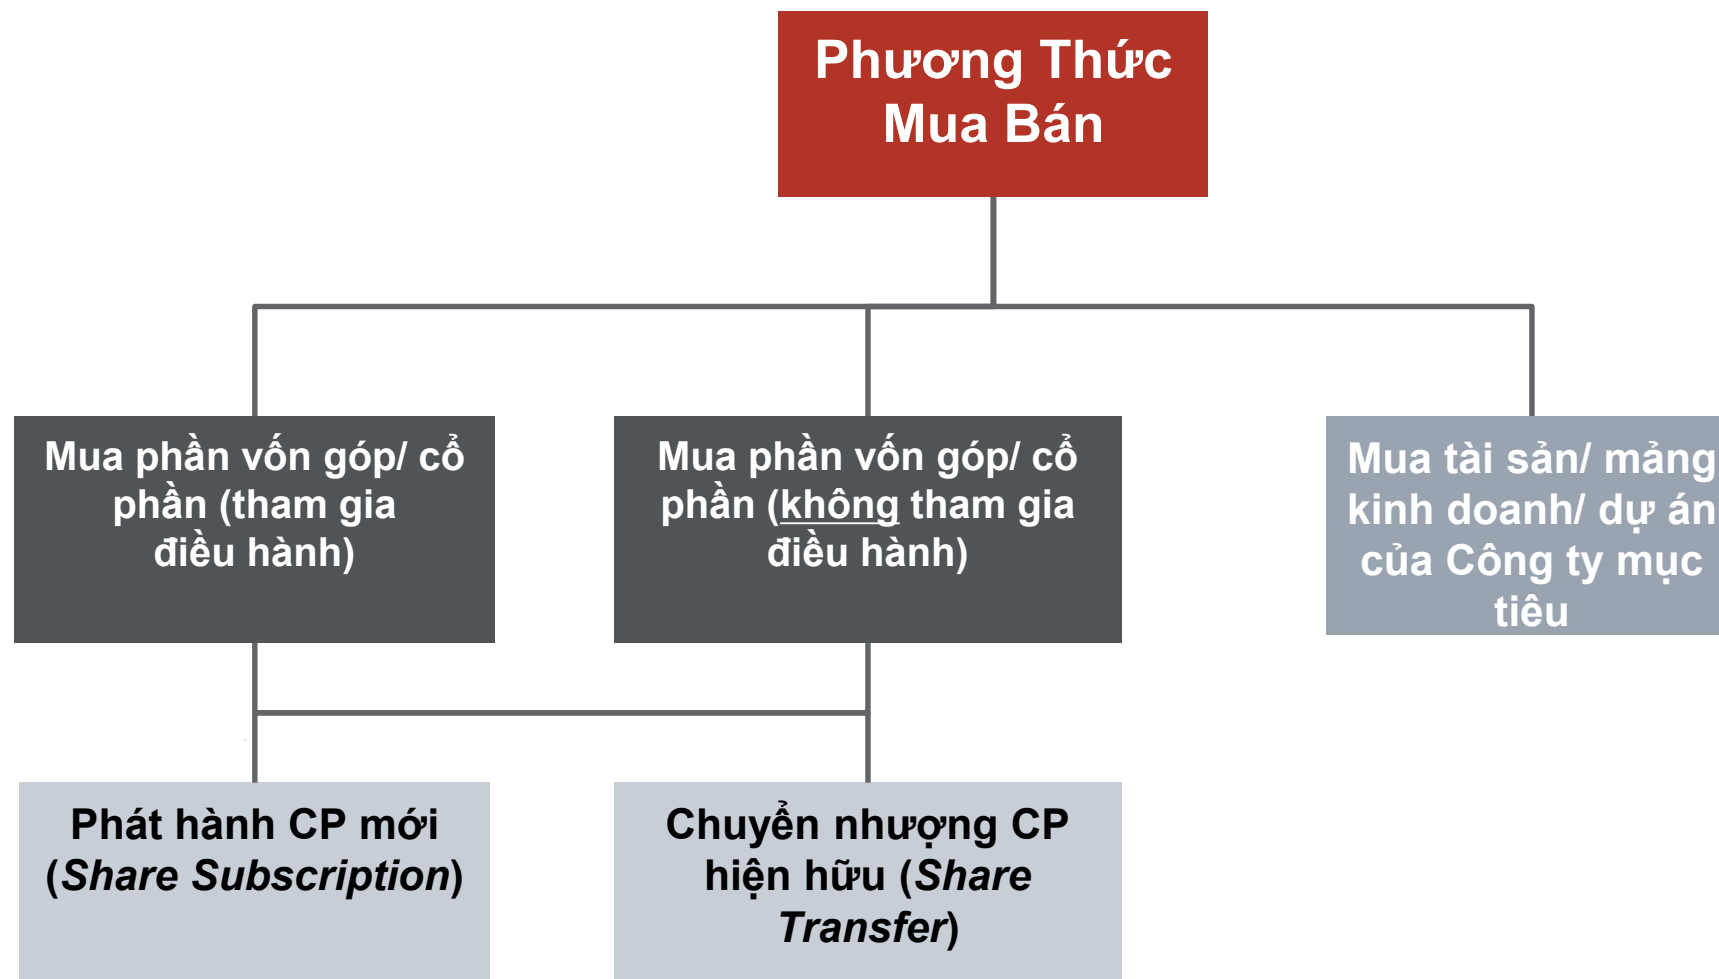 Phương Thức
Mua Bán
Mua phần vốn góp/ cổ
phần (tham gia
điều hành)
Mua phần vốn góp/ cổ
phần (không tham gia
điều hành)
Mua tài sản/ mảng
kinh doanh/ dự án
của Công ty mục
tiêu
Phát hành CP mới
(Share Subscription)
Chuyển nhượng CP
hiện hữu (Share
Transfer)